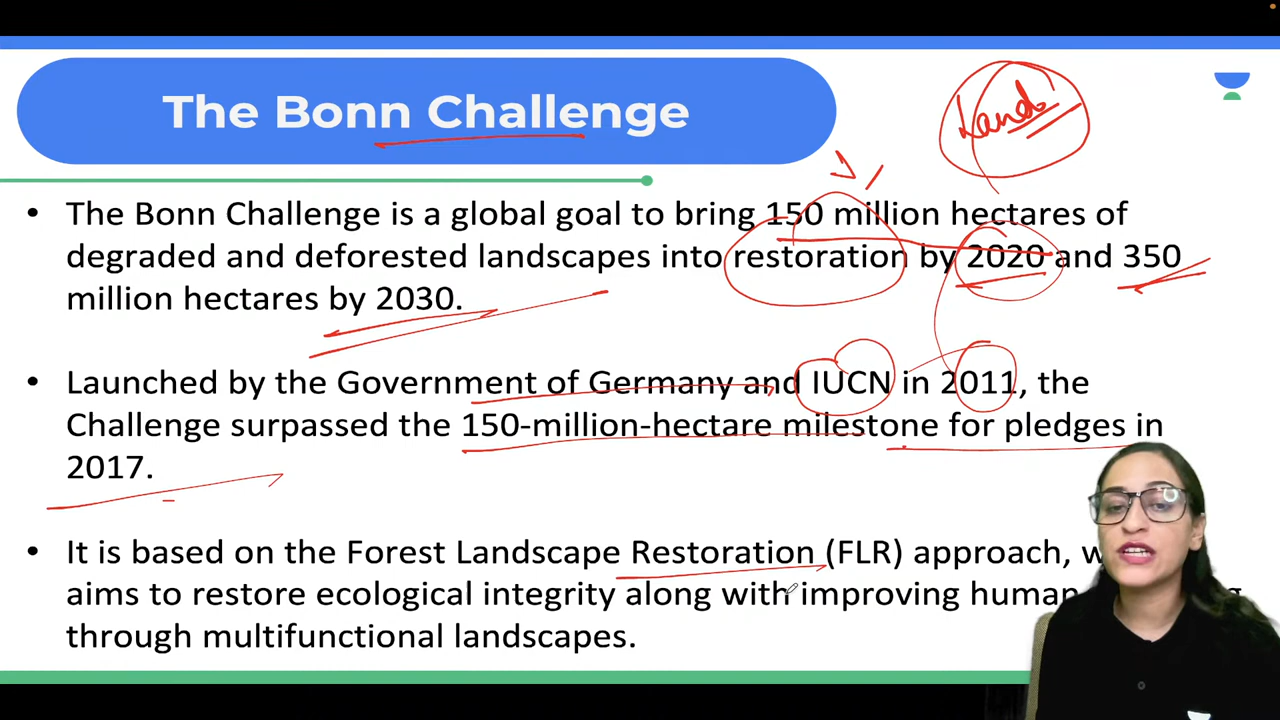 The Bonn Challenge
Land
• The Bonn Challenge is a global goal to bring 150 million hectares of
degraded and deforested landscapes into restoration by 2020 and 350
million hectares by 2030.
• Launched by the Government of Germany and IUCN in 2011, the
Challenge surpassed the 150-million-hectare milestone for pledges in
2017.
• It is based on the Forest Landscape Restoration (FLR) approach,
aims to restore ecological integrity along with improving human
through multifunctional landscapes.